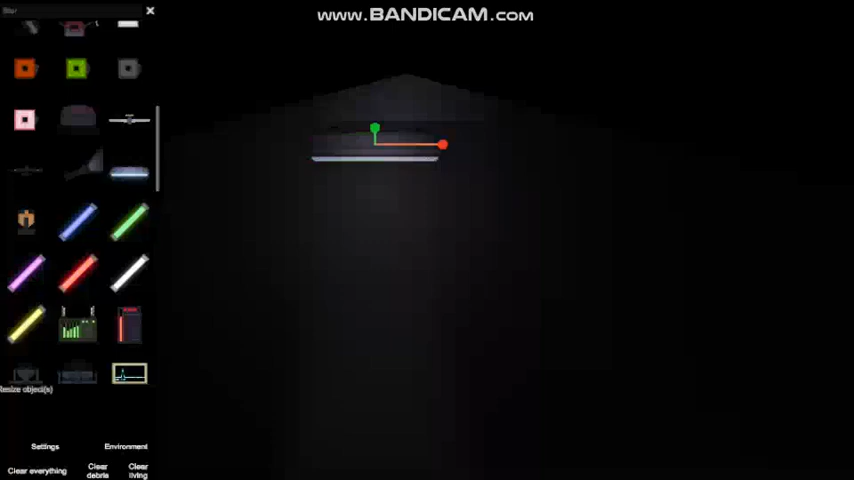 www.BANDICAM.com
Resize object(s)
Settings
Environment
Clear everything
Clear debris
Clear living